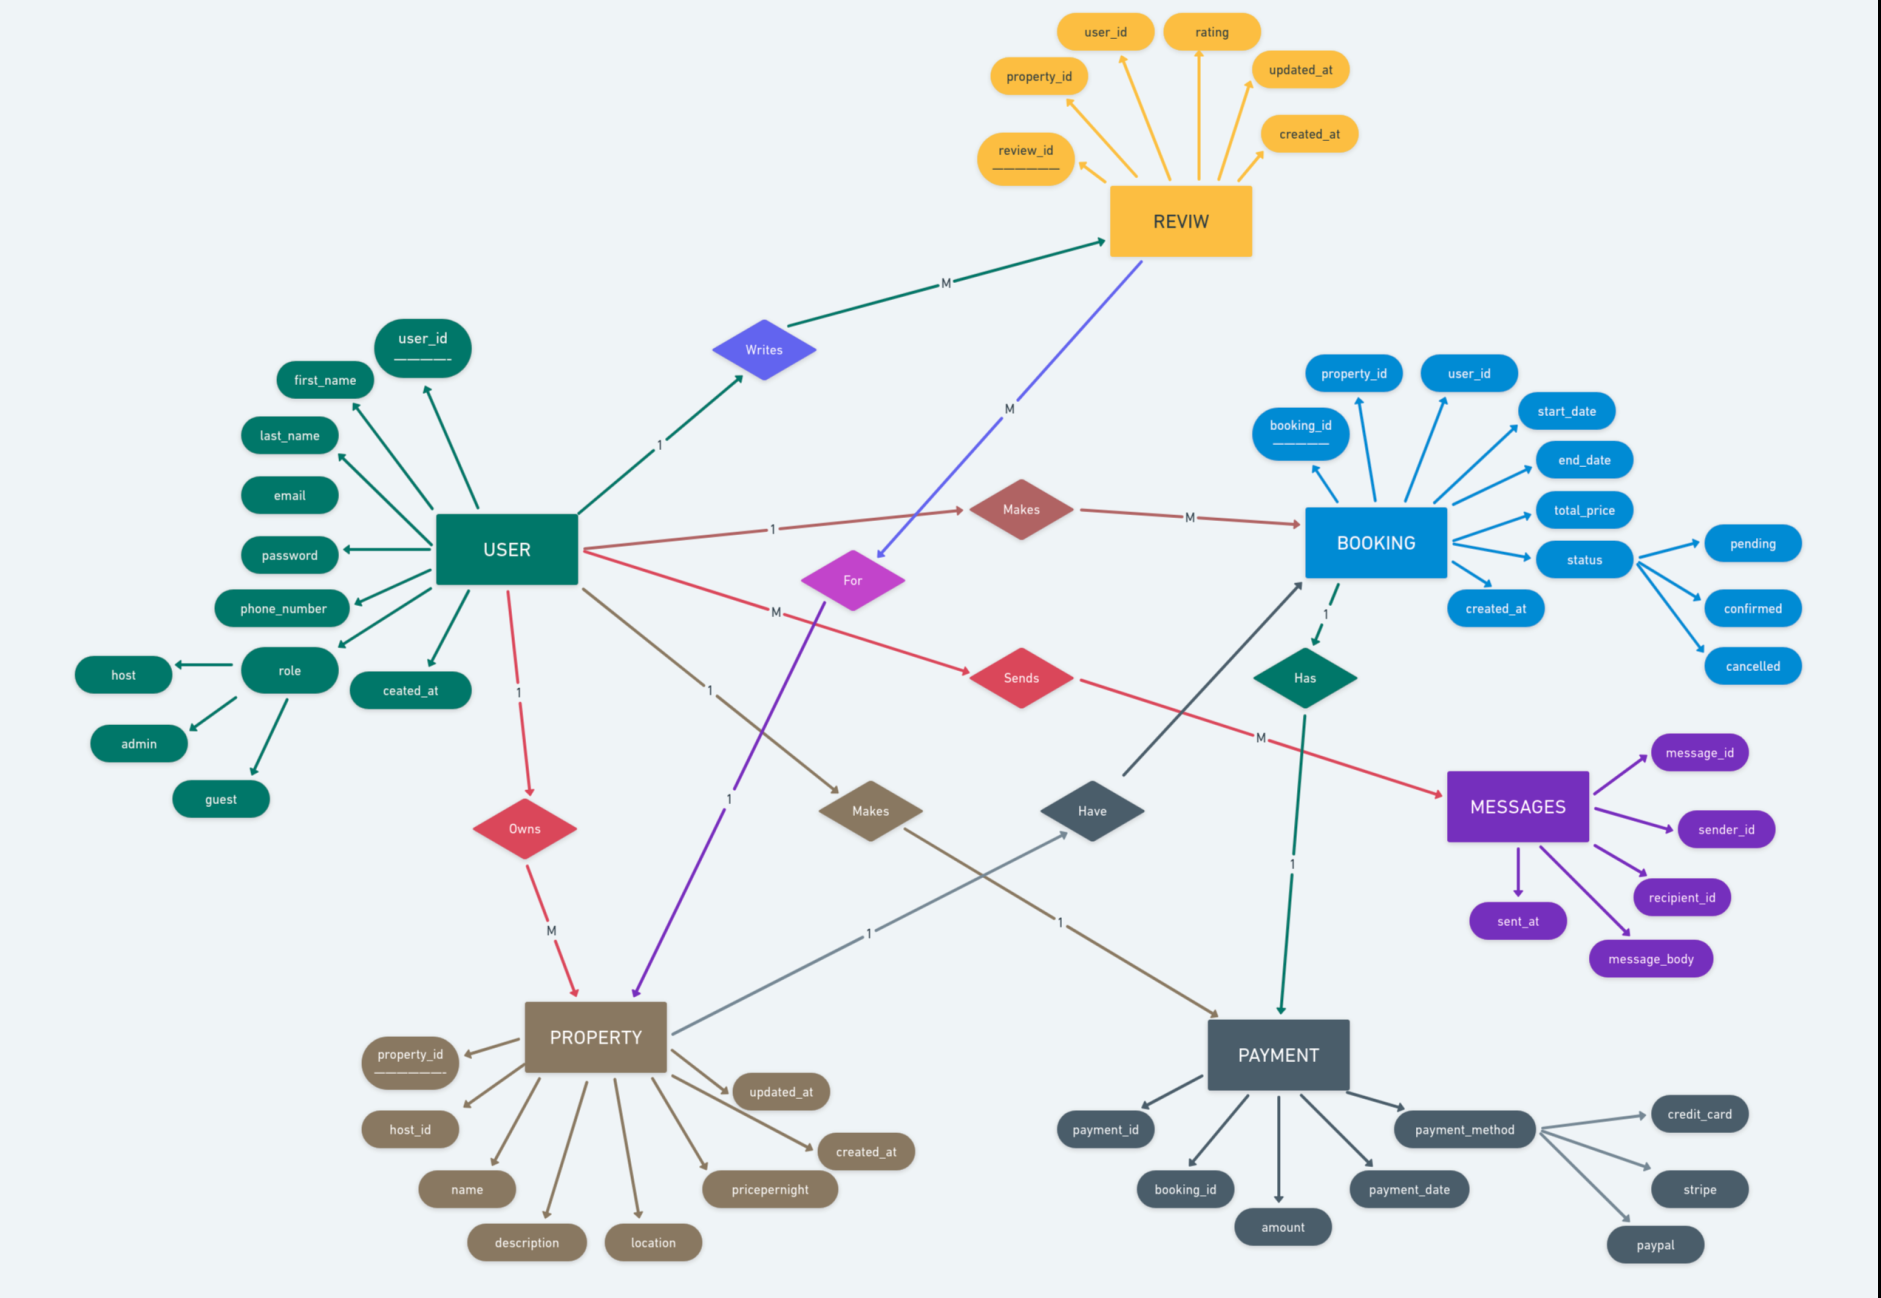 user_id
rating
property_id
updated_at
review_id
——————
created_at
REVIW
M
Writes
1
M
user_id
—————-
first_name
last_name
email
password
phone_number
role
ceated_at
host
admin
guest
USER
1
Makes
M
For
M
Sends
M
1
Owns
M
1
Makes
1
1
Have
1
property_id
user_id
booking_id
—————
start_date
end_date
total_price
status
created_at
pending
confirmed
cancelled
BOOKING
1
Has
1
MESSAGES
message_id
sender_id
recipient_id
sent_at
message_body
PROPERTY
property_id
——————-
host_id
name
description
location
pricepernight
created_at
updated_at
PAYMENT
payment_id
booking_id
amount
payment_date
payment_method
credit_card
stripe
paypal